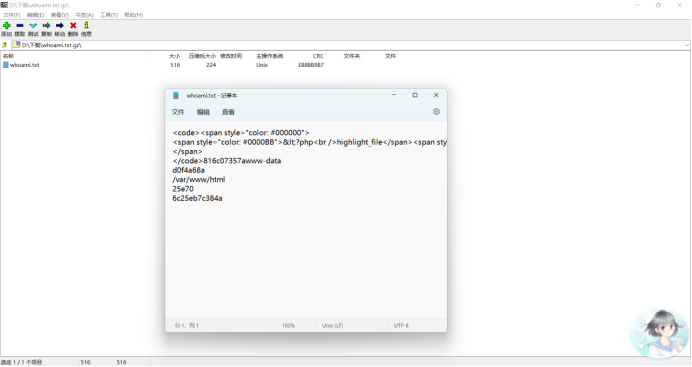 D:\下载\whoami.txt.gz\
文件(F) 编辑(E) 查看(V) 书签(A) 工具(T) 帮助(H)
添加 提取 测试 复制 移动 删除 信息
D:\下载\whoami.txt.gz\
名称 大小 压缩后大小 修改时间 主操作系统 CRC 文件夹 文件
whoami.txt 516 224 Unix EBBBB9B7
whoami.txt - 记事本
文件 编辑 查看
<code><span style="color: #000000">
<span style="color: #0000BB">&lt;?php<br />highlight_file</span><span sty
</span>
</code>816c07357awww-data
d0f4a68a
/var/www/html
25e70
6c25eb7c384a
行 1, 列 1 100% Unix (LF) UTF-8
选定 1 / 1 个项目 516 516